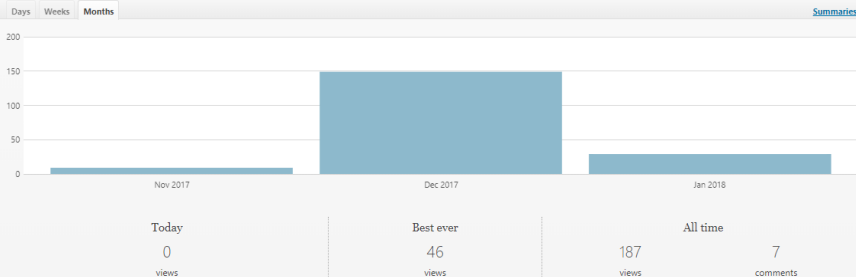 Days Weeks Months Summaries
200
150
100
50
0
Nov 2017 Dec 2017 Jan 2018
Today Best ever All time
0 46 187 7
views views views comments